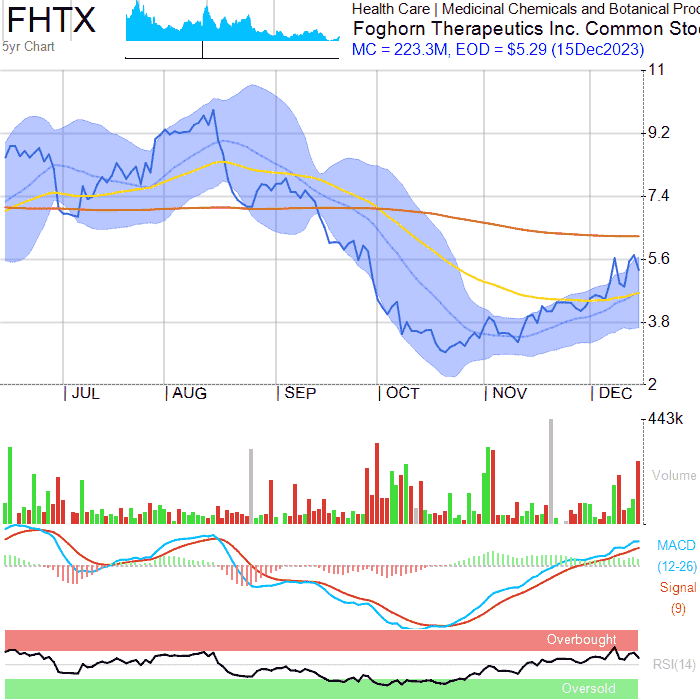 FHTX
5yr Chart
Health Care | Medicinal Chemicals and Botanical Prod
Foghorn Therapeutics Inc. Common Sto
MC = 223.3M, EOD = $5.29 (15Dec2023)
11
9.2
7.4
5.6
3.8
2
JUL AUG SEP OCT NOV DEC
443k
Volume
MACD
(12-26)
Signal
(9)
Overbought
RSI(14)
Oversold